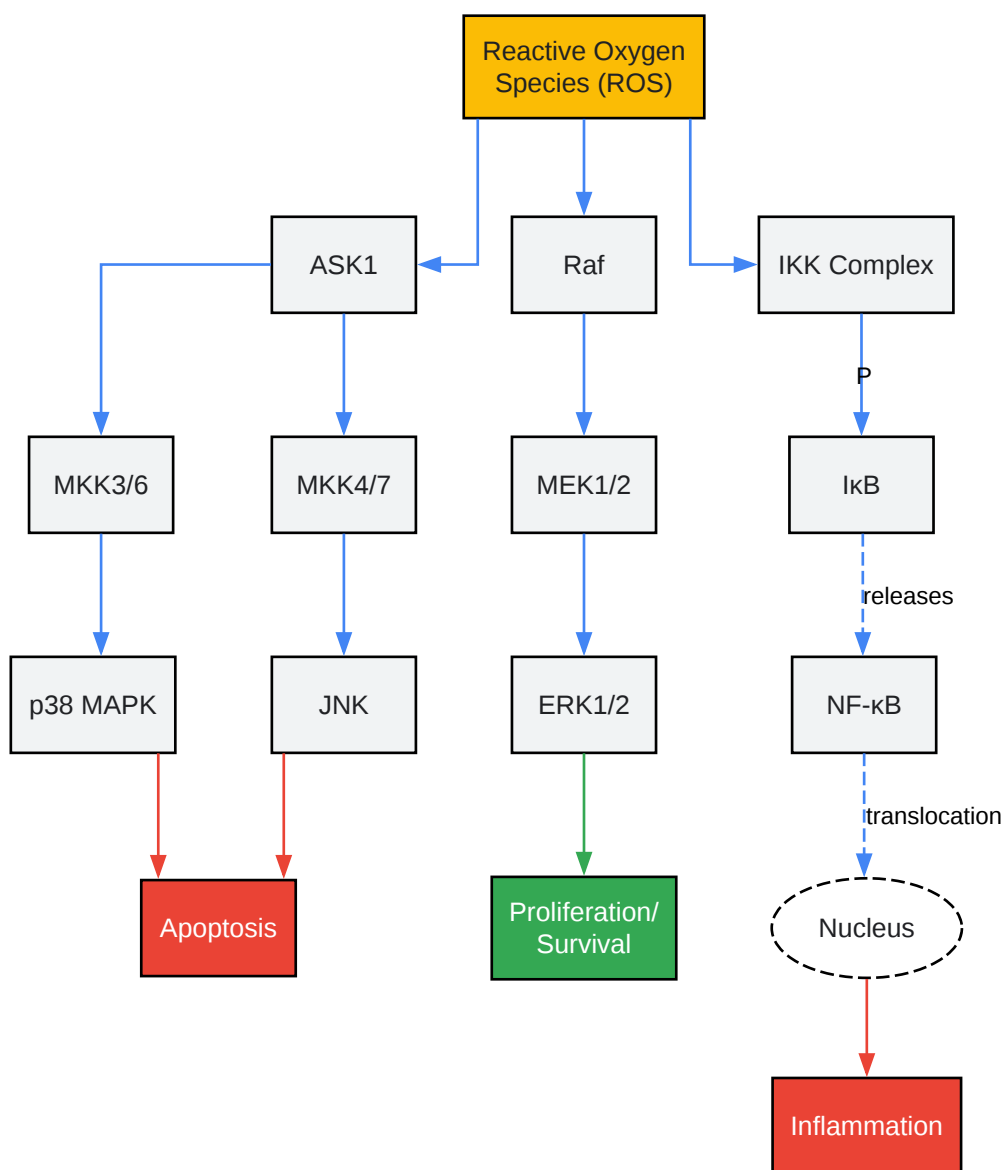 Reactive Oxygen
Species (ROS)
ASK1
Raf
IKK Complex
P
MKK3/6
MKK4/7
MEK1/2
IκB
releases
p38 MAPK
JNK
ERK1/2
NF-κB
translocation
Apoptosis
Proliferation/
Survival
Nucleus
Inflammation